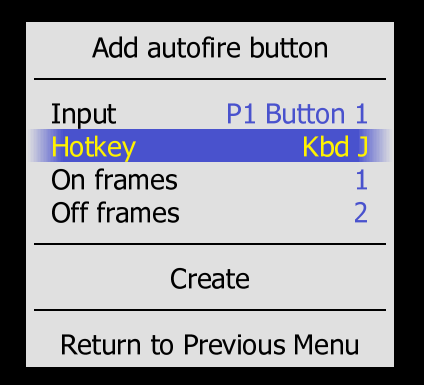 Add autofire button
Input P1 Button 1
Hotkey Kbd J
On frames 1
Off frames 2
Create
Return to Previous Menu